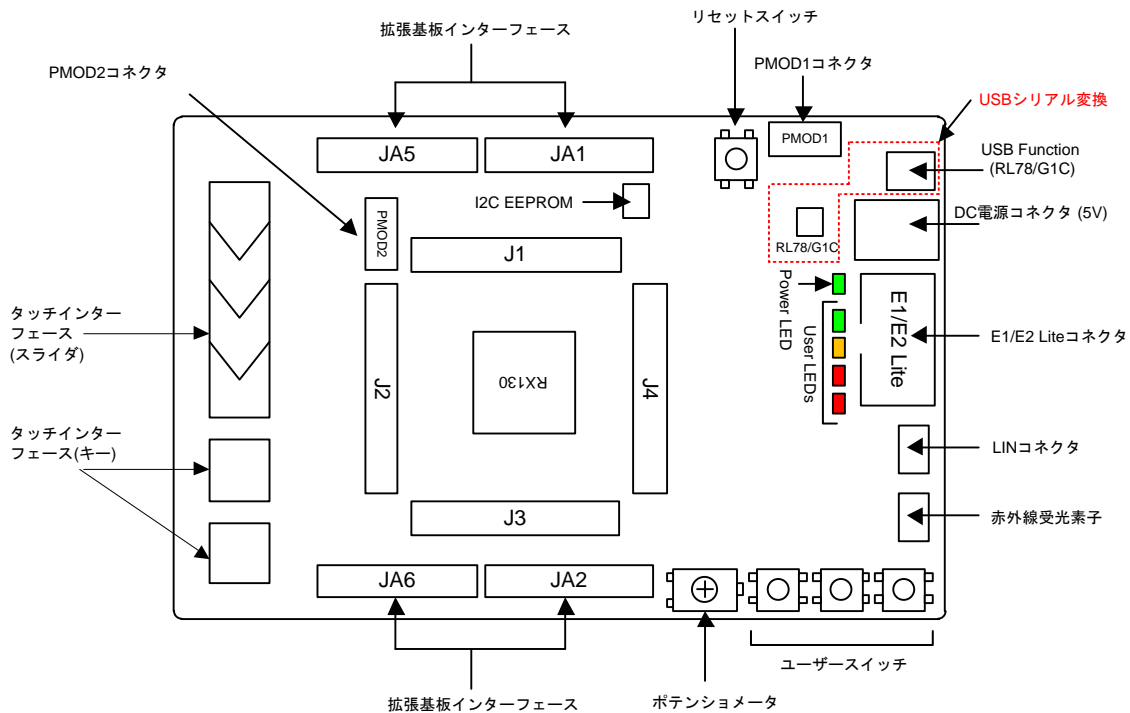 リセットスイッチ
拡張基板インターフェース
PMOD1コネクタ
PMOD2コネクタ
USBシリアル変換
PMOD1
JA5
JA1
USB Function
(RL78/G1C)
I2C EEPROM
DC電源コネクタ (5V)
PMOD2
RL78/G1C
J1
Power LED
タッチインター
フェース
(スライダ)
E1/E2 Lite
E1/E2 Liteコネクタ
User LEDs
J2
RX130
J4
タッチインター
フェース(キー)
LINコネクタ
J3
赤外線受光素子
JA6
JA2
ユーザースイッチ
拡張基板インターフェース
ポテンショメータ